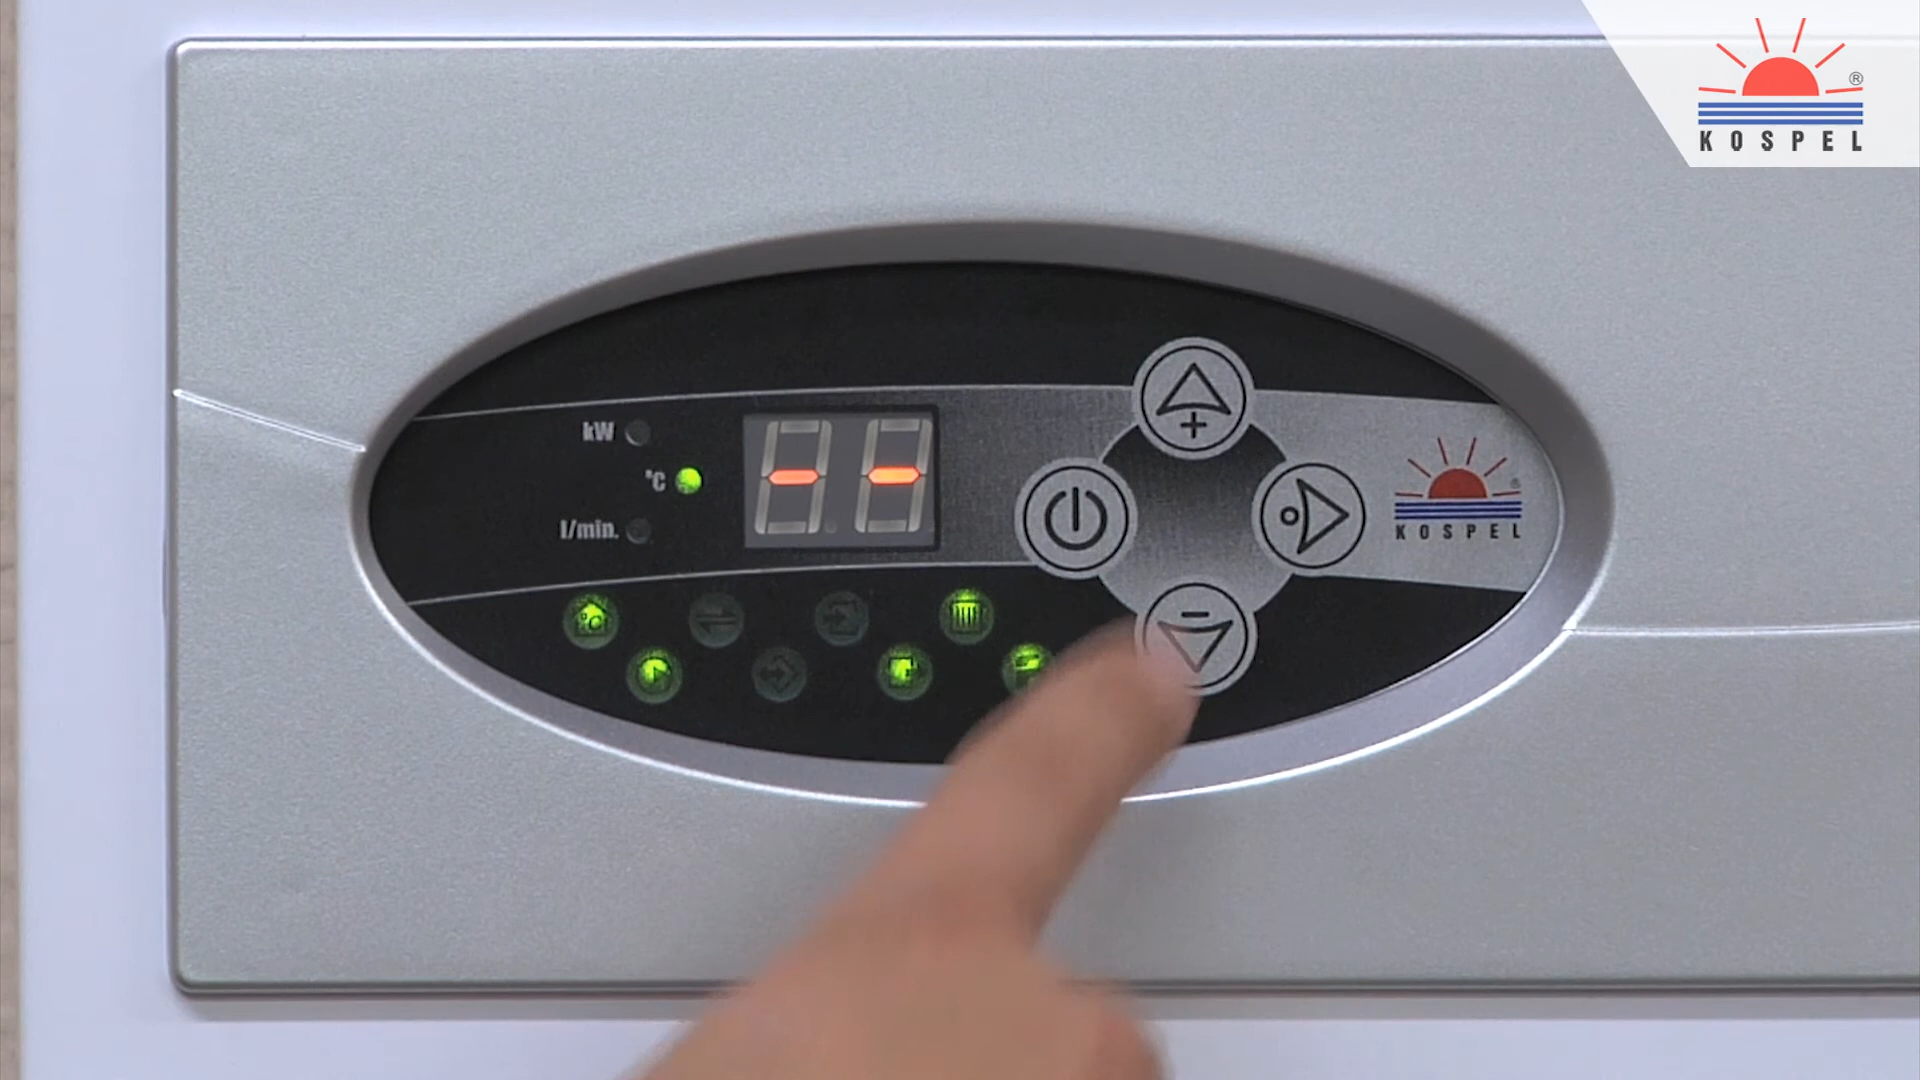 KOSPEL
®
kW
°C
l/min.
- -
+
-
KOSPEL
®
°C